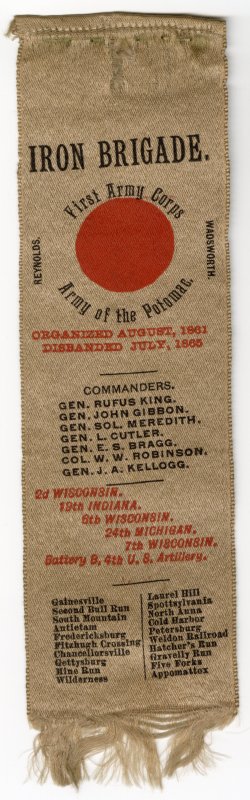 IRON BRIGADE.
First Army Corps
REYNOLDS.
WADSWORTH.
Army of the Potomac.
ORGANIZED AUGUST, 1861
DISBANDED JULY, 1865
COMMANDERS.
GEN. RUFUS KING.
GEN. JOHN GIBBON.
GEN. SOL. MEREDITH.
GEN. L. CUTLER.
GEN. E. S. BRAGG.
COL. W. W. ROBINSON.
GEN. J. A. KELLOGG.
2d WISCONSIN.
19th INDIANA.
6th WISCONSIN.
24th MICHIGAN.
7th WISCONSIN.
Battery B, 4th U. S. Artillery.
Gainesville
Second Bull Run
South Mountain
Antietam
Fredericksburg
Fitzhugh Crossing
Chancellorsville
Gettysburg
Mine Run
Wilderness
Laurel Hill
Spottsylvania
North Anna
Cold Harbor
Petersburg
Weldon Railroad
Hatcher's Run
Gravelly Run
Five Forks
Appomattox